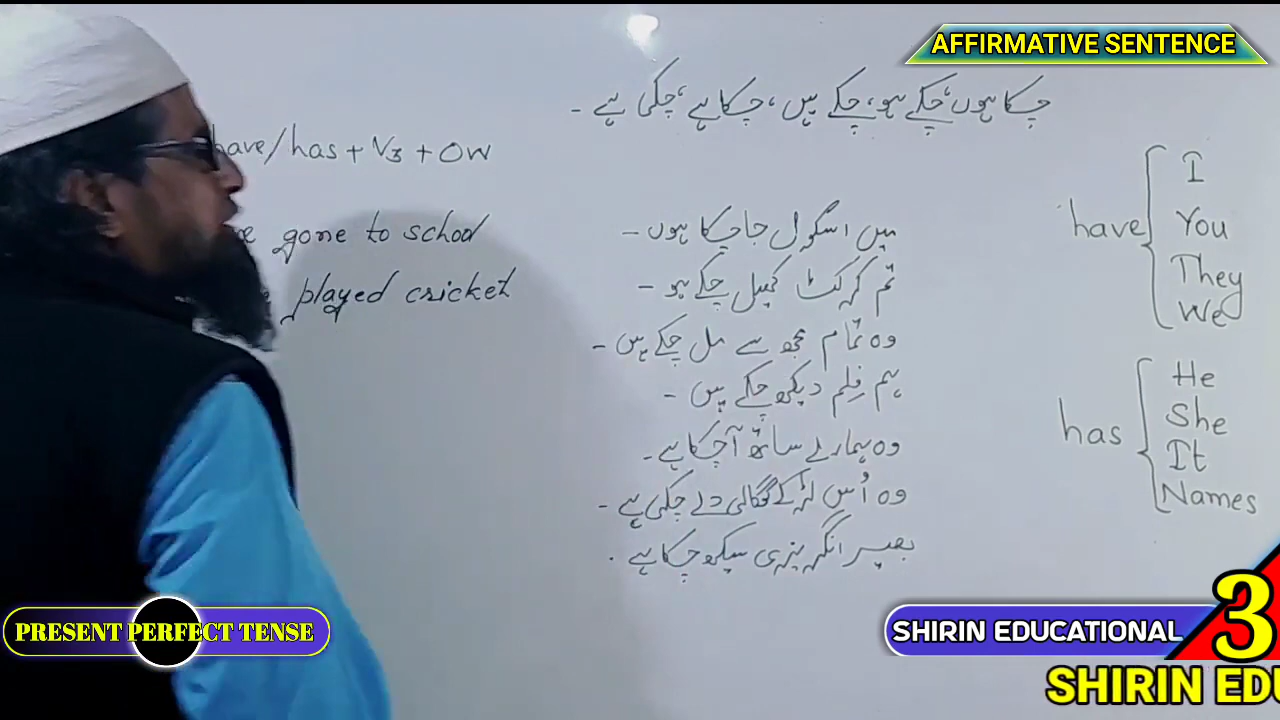 AFFIRMATIVE SENTENCE
چکا ہوں، چکے ہو، چکے ہیں، چکا ہے، چکی ہے ۔
have/has + V3 + OW
gone to school
played cricket
میں اسکول جا چکا ہوں ۔
تم کرکٹ کھیل چکے ہو ۔
وہ تمام مجھ سے مل چکے ہیں ۔
ہم فلم دیکھ چکے ہیں ۔
وہ ہمارے ساتھ آ چکا ہے ۔
وہ اُس لڑکے گالی دے چکی ہے ۔
انگریزی سیکھ چکا ہے ۔
have
I
You
They
We
has
He
She
It
Names
PRESENT PERFECT TENSE
SHIRIN EDUCATIONAL
3
SHIRIN EDU